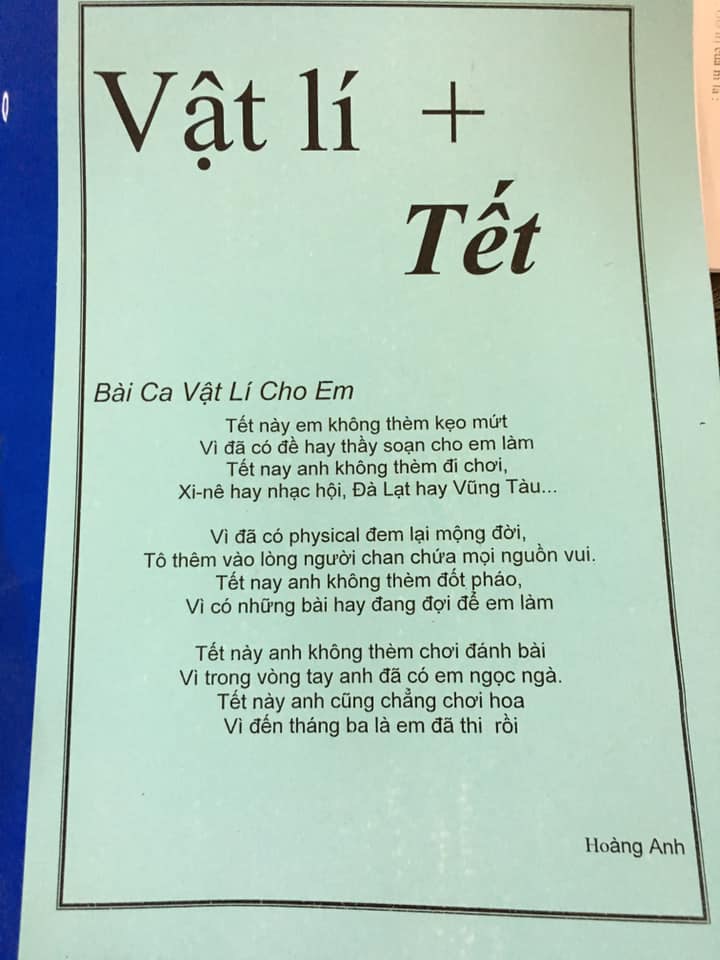 Vật lí +
Tết
Bài Ca Vật Lí Cho Em
Tết này em không thèm kẹo mứt
Vì đã có đề hay thầy soạn cho em làm
Tết nay anh không thèm đi chơi,
Xi-nê hay nhạc hội, Đà Lạt hay Vũng Tàu...
Vì đã có physical đem lại mộng đời,
Tô thêm vào lòng người chan chứa mọi nguồn vui.
Tết nay anh không thèm đốt pháo,
Vì có những bài hay đang đợi để em làm
Tết này anh không thèm chơi đánh bài
Vì trong vòng tay anh đã có em ngọc ngà.
Tết này anh cũng chẳng chơi hoa
Vì đến tháng ba là em đã thi rồi
Hoàng Anh